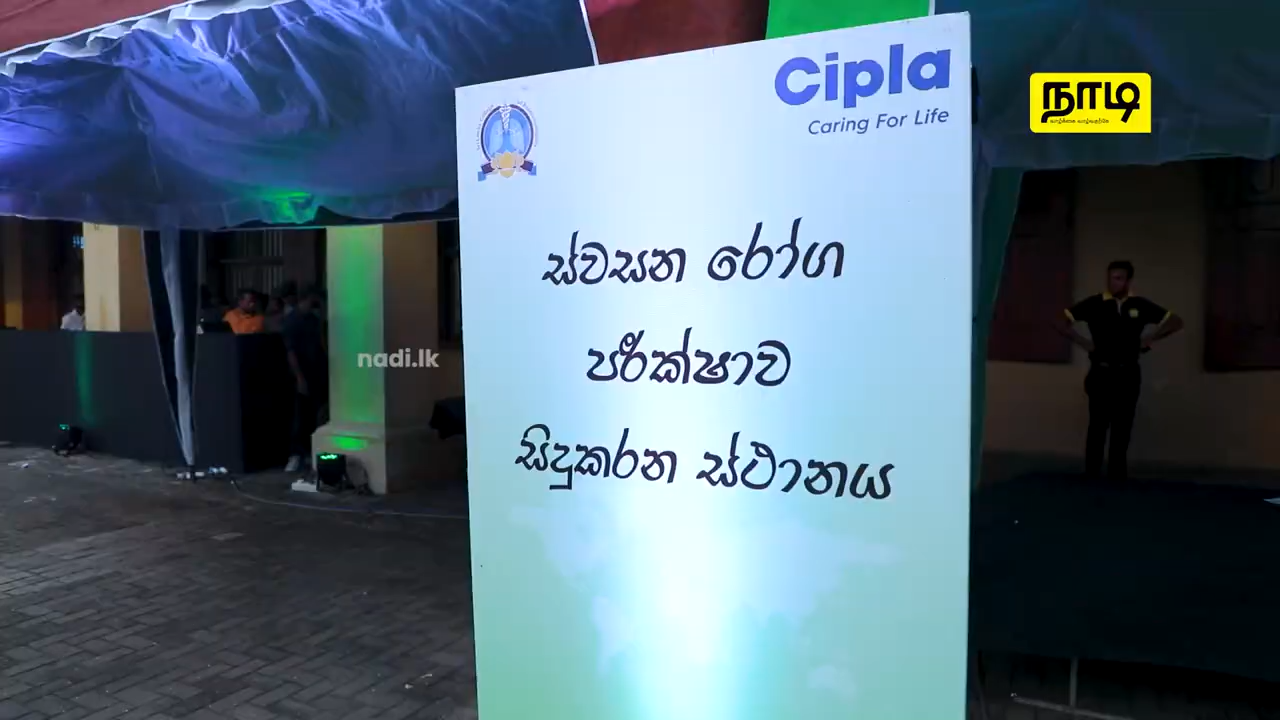 Cipla
Caring For Life
ස්වසන රෝග
පරීක්ෂාව
සිදුකරන ස්ථානය
nadi.lk
நாடி